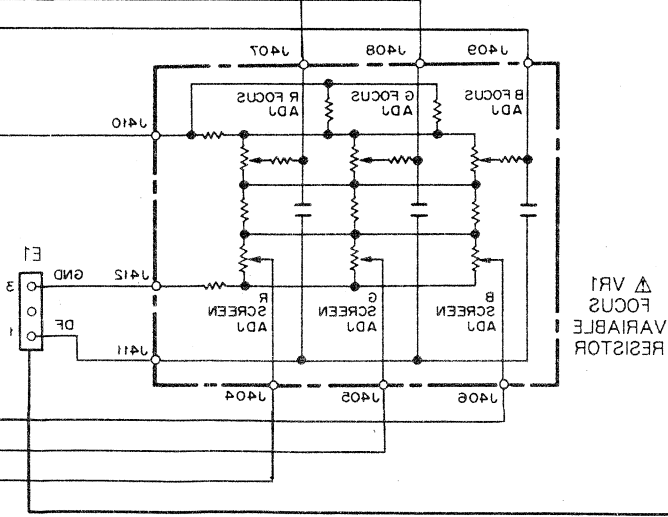 J407
J408
J409
R FOCUS
ADJ
G FOCUS
ADJ
B FOCUS
ADJ
J410
E1
3
GND
J412
1
DF
J411
R
SCREEN
ADJ
G
SCREEN
ADJ
B
SCREEN
ADJ
⚠ VR1
FOCUS
VARIABLE
RESISTOR
J404
J405
J406